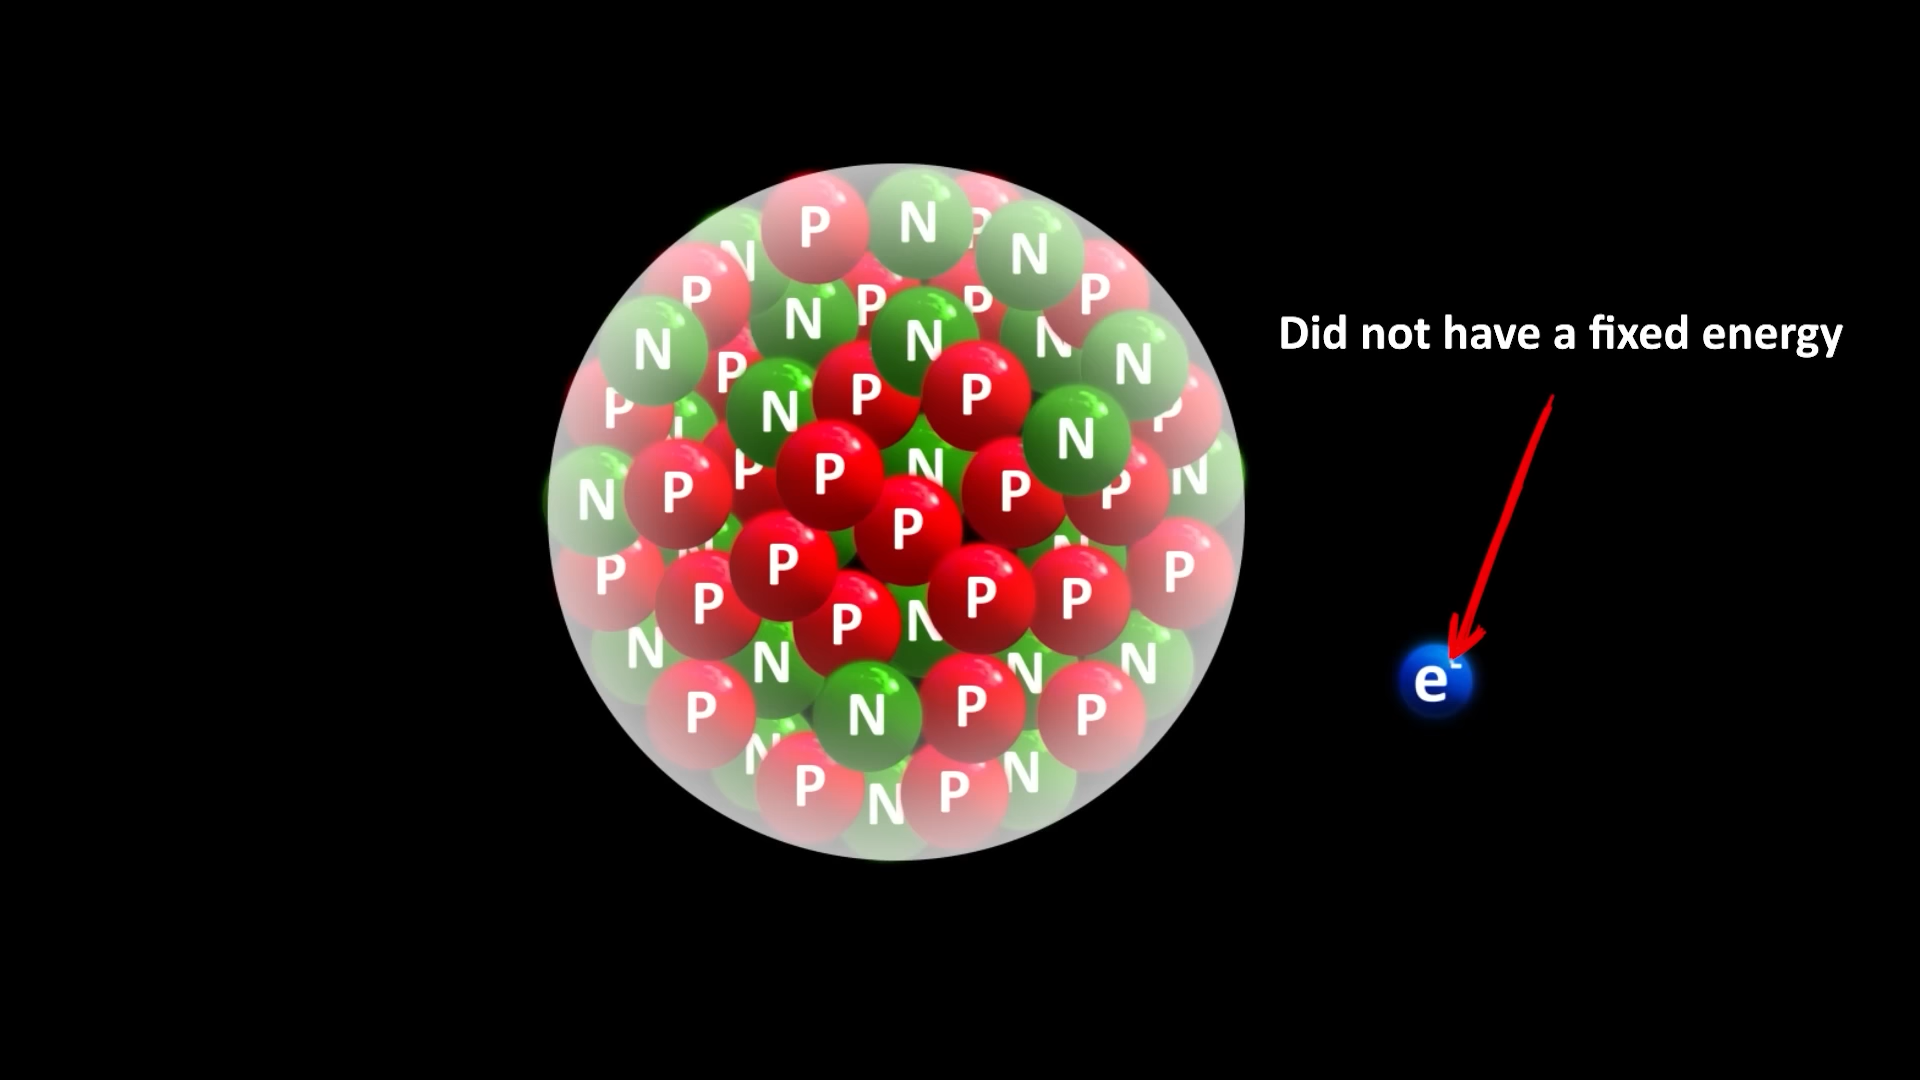 P N P
N N
P P P P
N N N
N N N
P P P
P P P
N N
P P N P P N
N P P
P P P P P
P P N
N N N N
P N P P
N P N P N
Did not have a fixed energy
e-